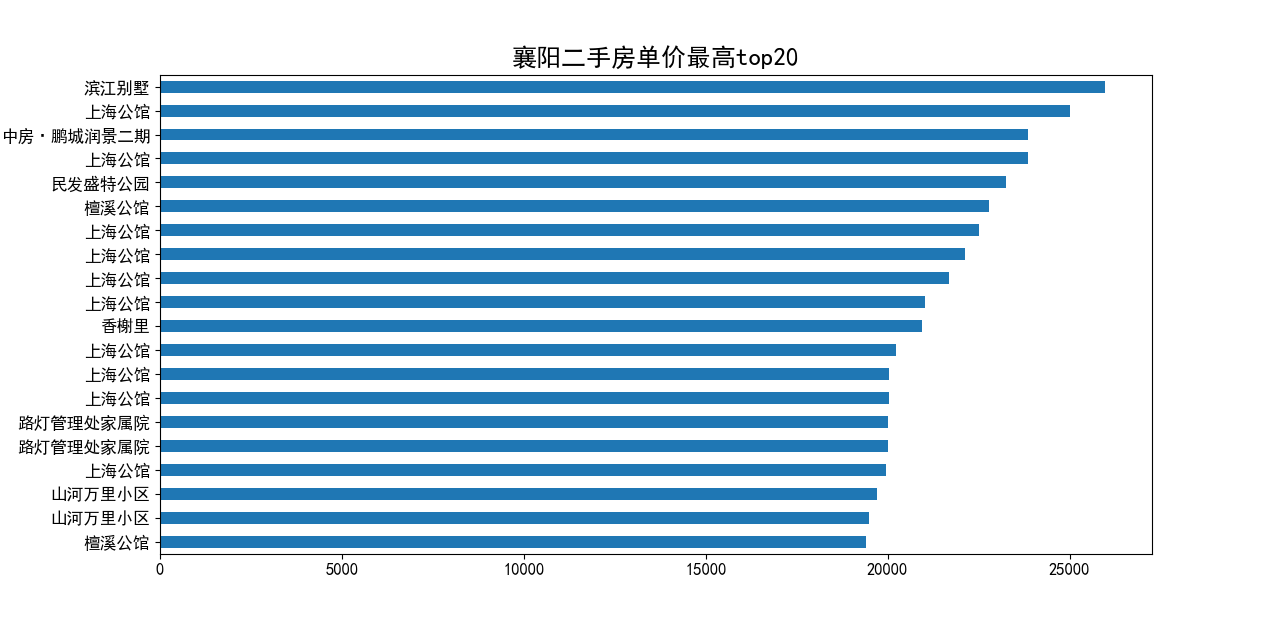 襄阳二手房单价最高top20
滨江别墅
上海公馆
中房·鹏城润景二期
上海公馆
民发盛特公园
檀溪公馆
上海公馆
上海公馆
上海公馆
上海公馆
香榭里
上海公馆
上海公馆
上海公馆
路灯管理处家属院
路灯管理处家属院
上海公馆
山河万里小区
山河万里小区
檀溪公馆
0 5000 10000 15000 20000 25000